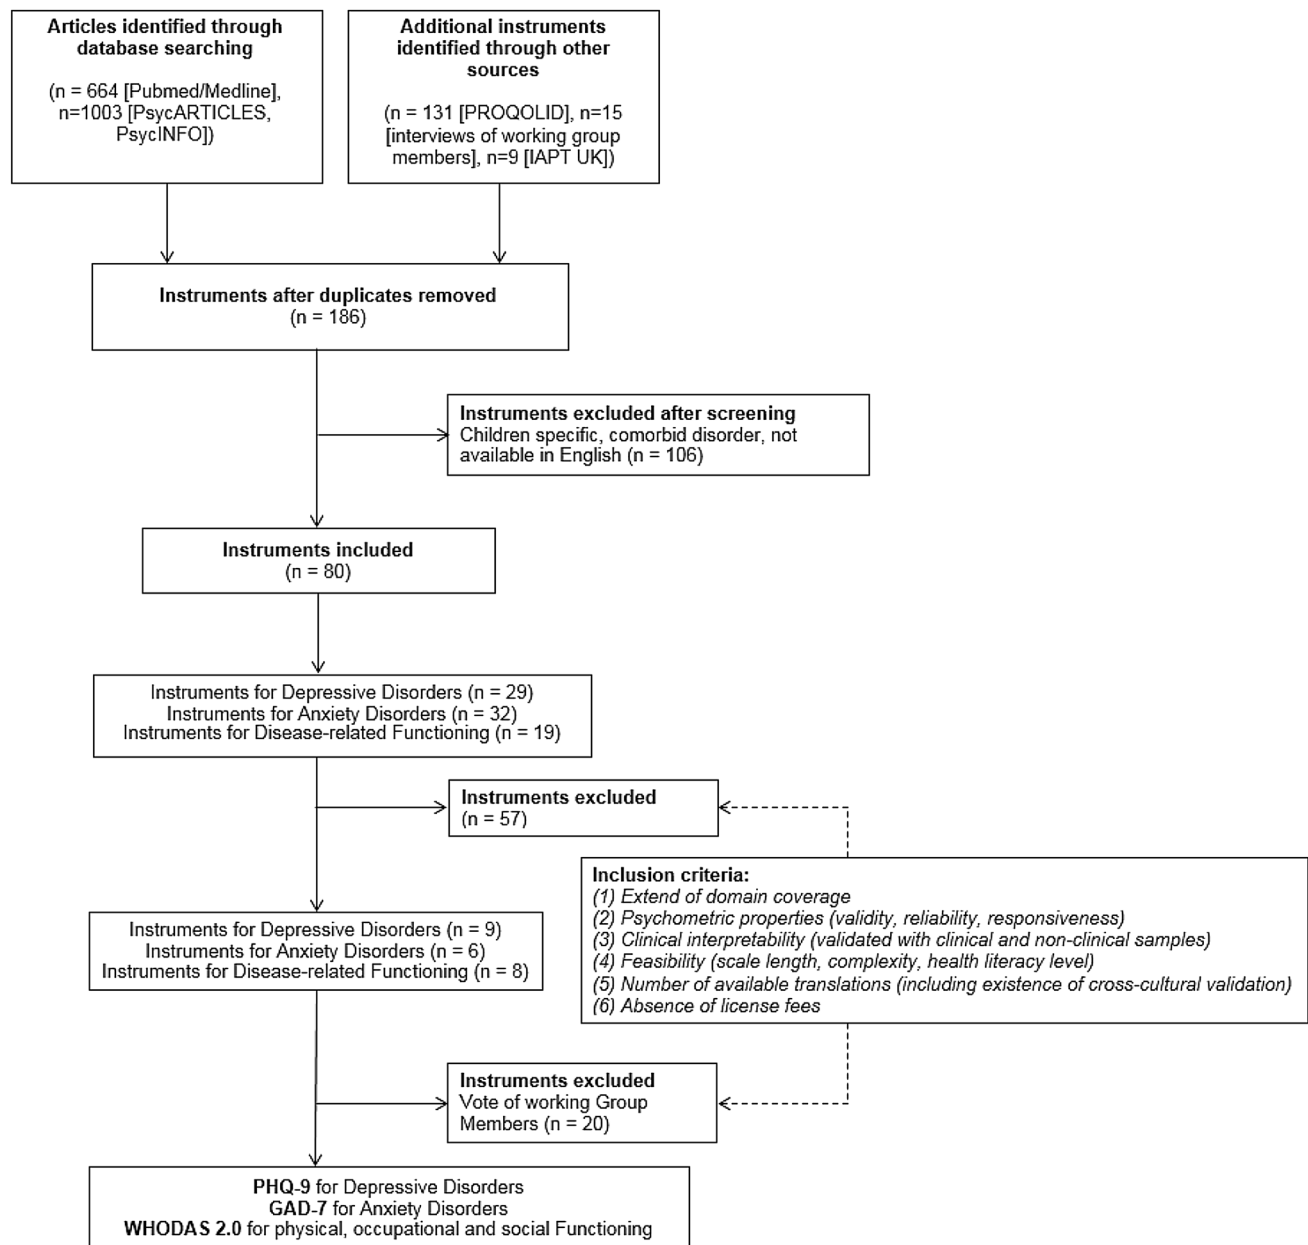 Articles identified through
database searching
(n = 664 [Pubmed/Medline],
n=1003 [PsycARTICLES,
PsycINFO])
Additional instruments
identified through other
sources
(n = 131 [PROQOLID], n=15
[interviews of working group
members], n=9 [IAPT UK])
Instruments after duplicates removed
(n = 186)
Instruments excluded after screening
Children specific, comorbid disorder, not
available in English (n = 106)
Instruments included
(n = 80)
Instruments for Depressive Disorders (n = 29)
Instruments for Anxiety Disorders (n = 32)
Instruments for Disease-related Functioning (n = 19)
Instruments excluded
(n = 57)
Inclusion criteria:
(1) Extend of domain coverage
(2) Psychometric properties (validity, reliability, responsiveness)
(3) Clinical interpretability (validated with clinical and non-clinical samples)
(4) Feasibility (scale length, complexity, health literacy level)
(5) Number of available translations (including existence of cross-cultural validation)
(6) Absence of license fees
Instruments for Depressive Disorders (n = 9)
Instruments for Anxiety Disorders (n = 6)
Instruments for Disease-related Functioning (n = 8)
Instruments excluded
Vote of working Group
Members (n = 20)
PHQ-9 for Depressive Disorders
GAD-7 for Anxiety Disorders
WHODAS 2.0 for physical, occupational and social Functioning